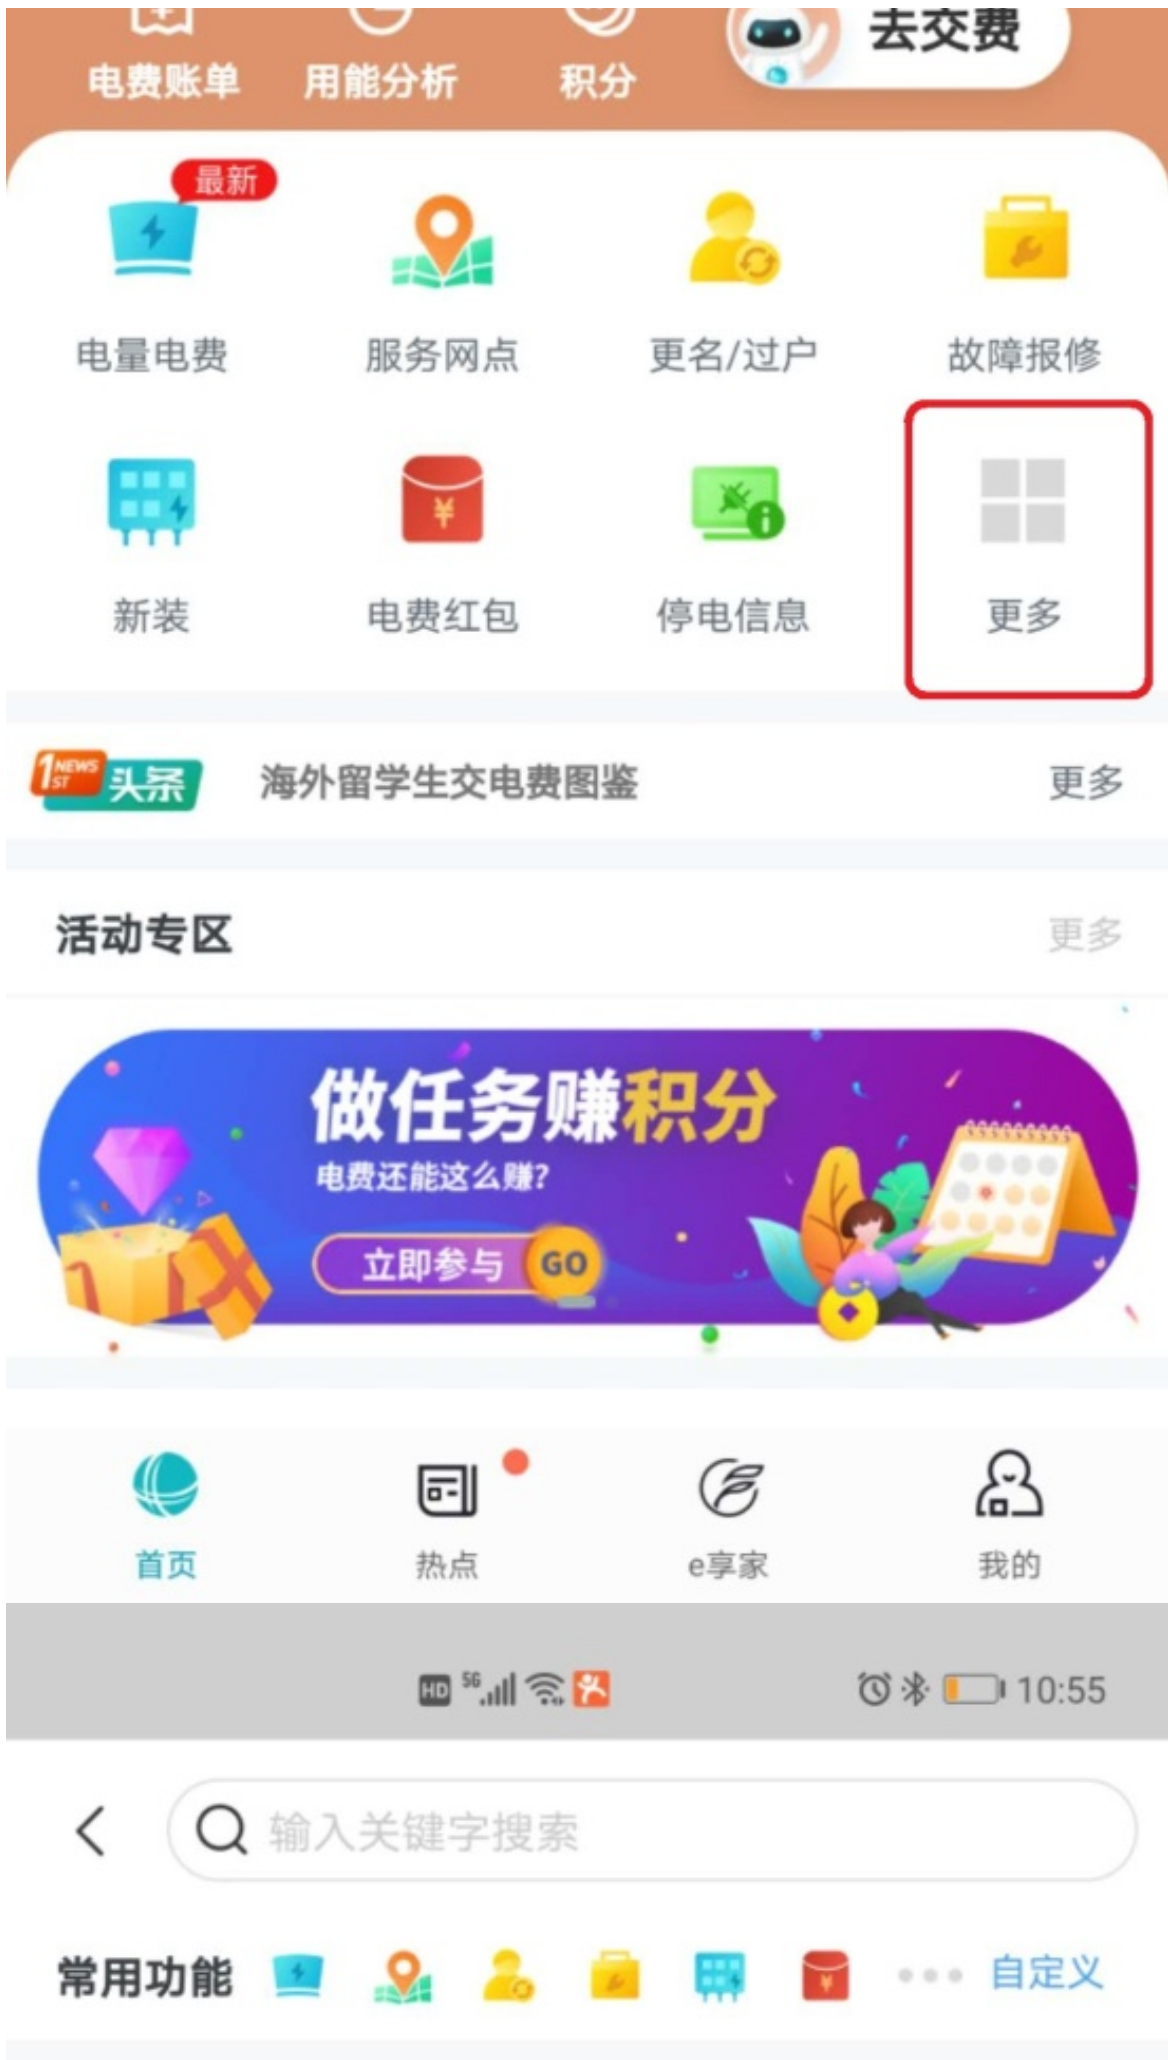 去交费
电费账单 用能分析 积分
最新
电量电费 服务网点 更名/过户 故障报修
¥
新装 电费红包 停电信息 更多
1ST NEWS 头条 海外留学生交电费图鉴 更多
活动专区 更多
做任务赚积分
电费还能这么赚?
立即参与 GO
首页 热点 e享家 我的
HD 5G 10:55
输入关键字搜索
常用功能 ¥ 自定义